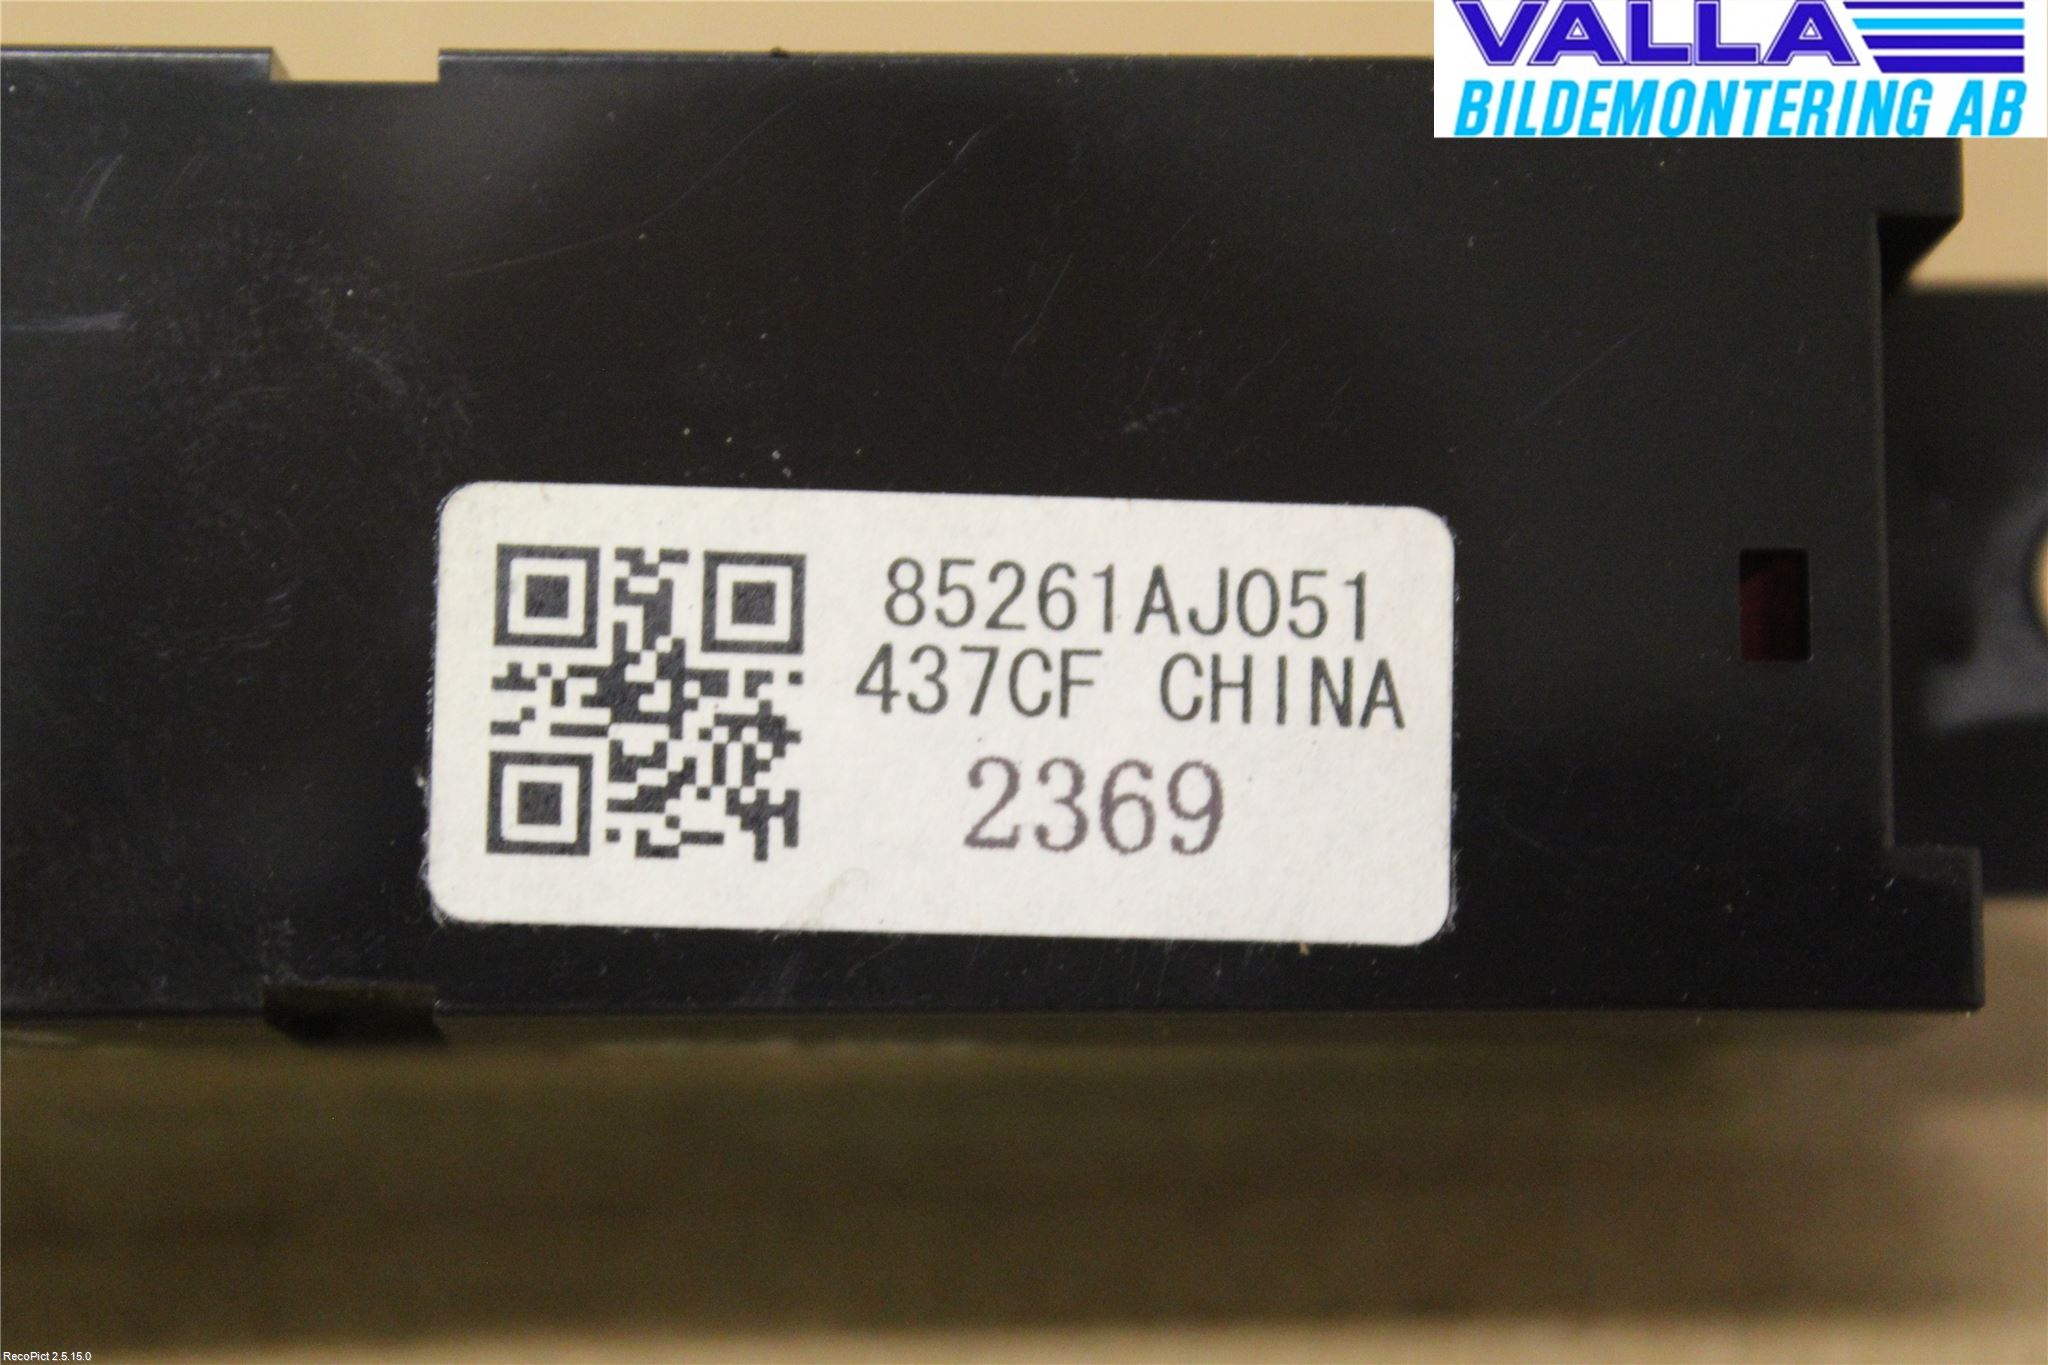 VALLA
BILDEMONTERING AB
85261AJ051
437CF CHINA
2369
RecoPict 2.5.15.0